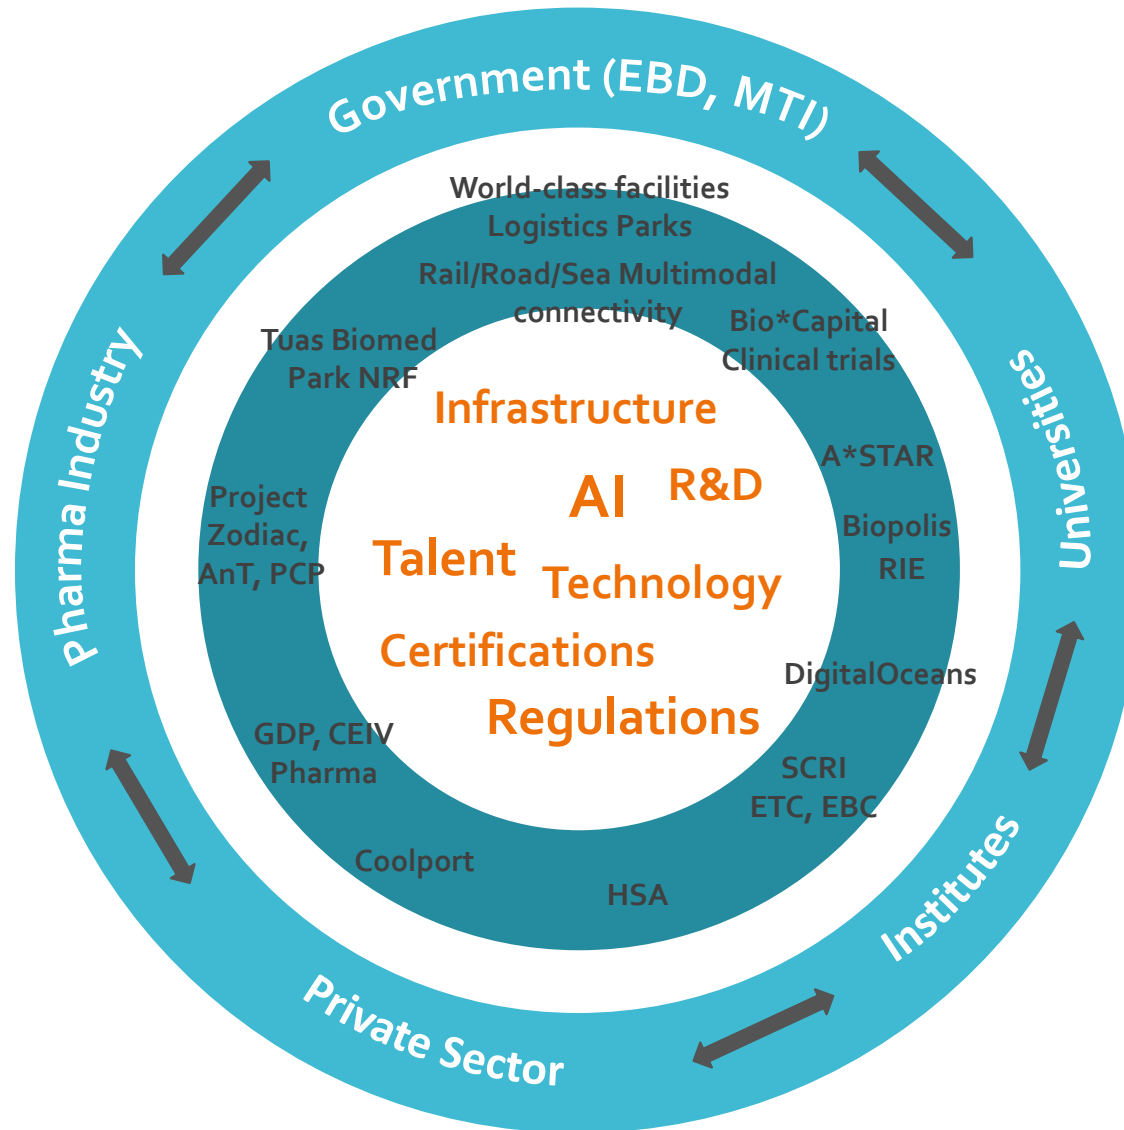 Government (EBD, MTI)
World-class facilities
Logistics Parks
Rail/Road/Sea Multimodal
connectivity
Bio*Capital
Clinical trials
Tuas Biomed
Park NRF
Universities
Pharma Industry
Infrastructure
A*STAR
R&D
AI
Project
Zodiac,
AnT, PCP
Biopolis
RIE
Talent
Technology
Certifications
DigitalOceans
Regulations
GDP, CEIV
Pharma
SCRI
ETC, EBC
Coolport
HSA
Institutes
Private Sector